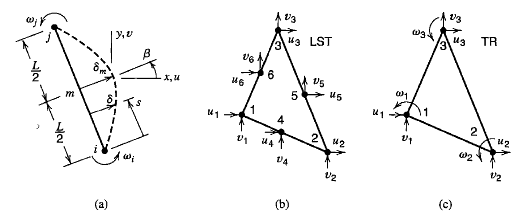 ω_j
j
L/2
L/2
m
δ_m
δ
y, v
β
x, u
s
i
ω_i
(a)
v_3
3
u_3
LST
v_6
6
u_6
v_5
5
u_5
u_1
1
v_1
4
u_4
v_4
2
u_2
v_2
(b)
v_3
ω_3
3
u_3
TR
ω_1
u_1
1
v_1
2
u_2
ω_2
v_2
(c)